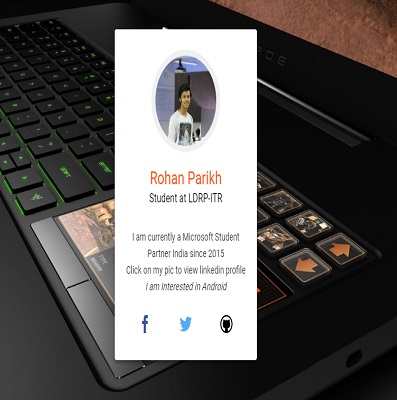 Rohan Parikh
Student at LDRP-ITR
I am currently a Microsoft Student
Partner India since 2015
Click on my pic to view linkedin profile
I am Interested in Android